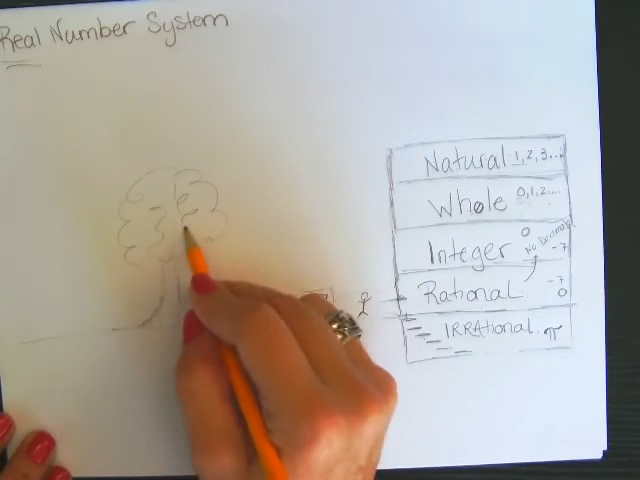 Real Number System
Natural 1, 2, 3...
Whole 0, 1, 2....
Integer 0 -7
No Decimals!
Rational -7 0
IRRAtional π